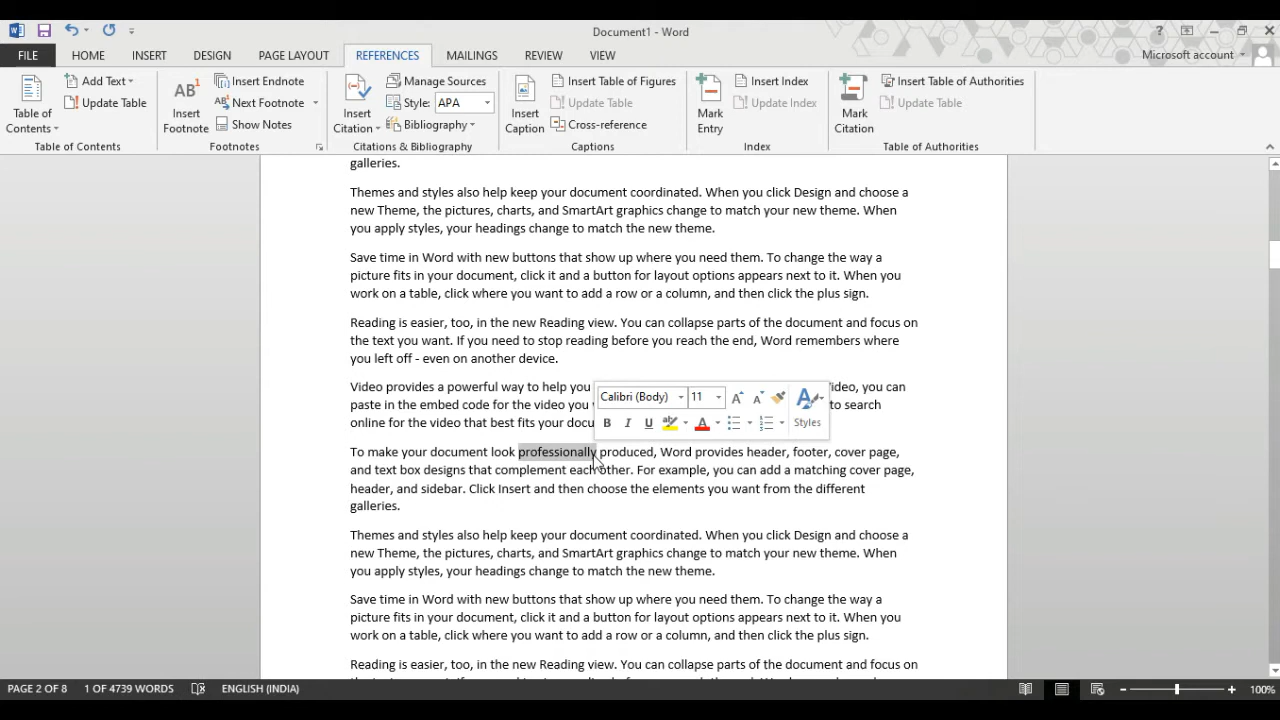 Document1 - Word
Microsoft account
FILE HOME INSERT DESIGN PAGE LAYOUT REFERENCES MAILINGS REVIEW VIEW
Table of Contents
Add Text
Update Table
Table of Contents
AB1
Insert Footnote
Insert Endnote
Next Footnote
Show Notes
Footnotes
Insert Citation
Manage Sources
Style: APA
Bibliography
Citations & Bibliography
Insert Caption
Insert Table of Figures
Update Table
Cross-reference
Captions
Mark Entry
Insert Index
Update Index
Index
Mark Citation
Insert Table of Authorities
Update Table
Table of Authorities
galleries.
Themes and styles also help keep your document coordinated. When you click Design and choose a
new Theme, the pictures, charts, and SmartArt graphics change to match your new theme. When
you apply styles, your headings change to match the new theme.
Save time in Word with new buttons that show up where you need them. To change the way a
picture fits in your document, click it and a button for layout options appears next to it. When you
work on a table, click where you want to add a row or a column, and then click the plus sign.
Reading is easier, too, in the new Reading view. You can collapse parts of the document and focus on
the text you want. If you need to stop reading before you reach the end, Word remembers where
you left off - even on another device.
Video provides a powerful way to help you
ideo, you can
paste in the embed code for the video you
to search
online for the video that best fits your docu
Calibri (Body) 11
B I U A Styles
To make your document look professionally produced, Word provides header, footer, cover page,
and text box designs that complement each other. For example, you can add a matching cover page,
header, and sidebar. Click Insert and then choose the elements you want from the different
galleries.
Themes and styles also help keep your document coordinated. When you click Design and choose a
new Theme, the pictures, charts, and SmartArt graphics change to match your new theme. When
you apply styles, your headings change to match the new theme.
Save time in Word with new buttons that show up where you need them. To change the way a
picture fits in your document, click it and a button for layout options appears next to it. When you
work on a table, click where you want to add a row or a column, and then click the plus sign.
Reading is easier, too, in the new Reading view. You can collapse parts of the document and focus on
PAGE 2 OF 8 1 OF 4739 WORDS ENGLISH (INDIA) 100%